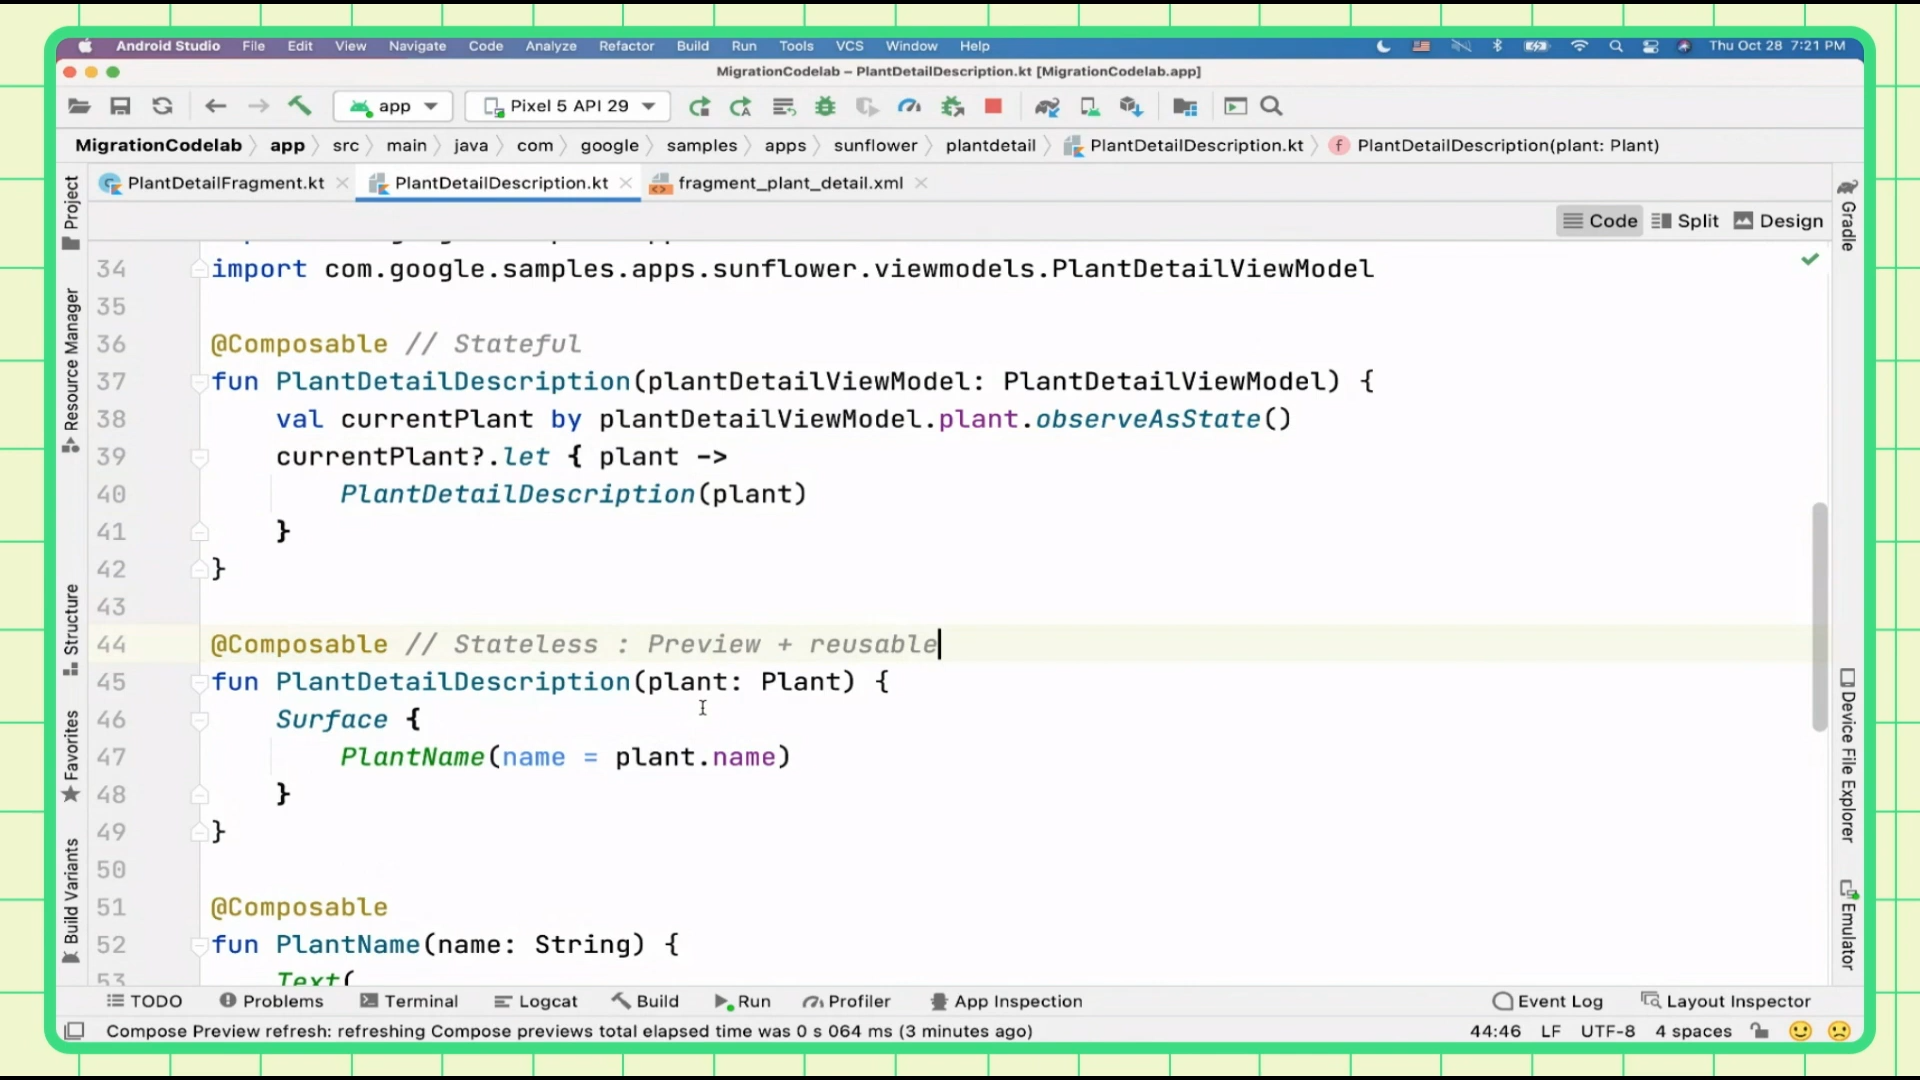 Android Studio File Edit View Navigate Code Analyze Refactor Build Run Tools VCS Window Help Thu Oct 28 7:21 PM
MigrationCodelab – PlantDetailDescription.kt [MigrationCodelab.app]
app Pixel 5 API 29
MigrationCodelab app src main java com google samples apps sunflower plantdetail PlantDetailDescription.kt f PlantDetailDescription(plant: Plant)
PlantDetailFragment.kt PlantDetailDescription.kt fragment_plant_detail.xml
Code Split Design
Project
Resource Manager
Structure
Favorites
Build Variants
34 import com.google.samples.apps.sunflower.viewmodels.PlantDetailViewModel
35
36 @Composable // Stateful
37 fun PlantDetailDescription(plantDetailViewModel: PlantDetailViewModel) {
38 val currentPlant by plantDetailViewModel.plant.observeAsState()
39 currentPlant?.let { plant ->
40 PlantDetailDescription(plant)
41 }
42 }
43
44 @Composable // Stateless : Preview + reusable
45 fun PlantDetailDescription(plant: Plant) {
46 Surface {
47 PlantName(name = plant.name)
48 }
49 }
50
51 @Composable
52 fun PlantName(name: String) {
53 Text(
Gradle
Device File Explorer
Emulator
TODO Problems Terminal Logcat Build Run Profiler App Inspection Event Log Layout Inspector
Compose Preview refresh: refreshing Compose previews total elapsed time was 0 s 064 ms (3 minutes ago) 44:46 LF UTF-8 4 spaces